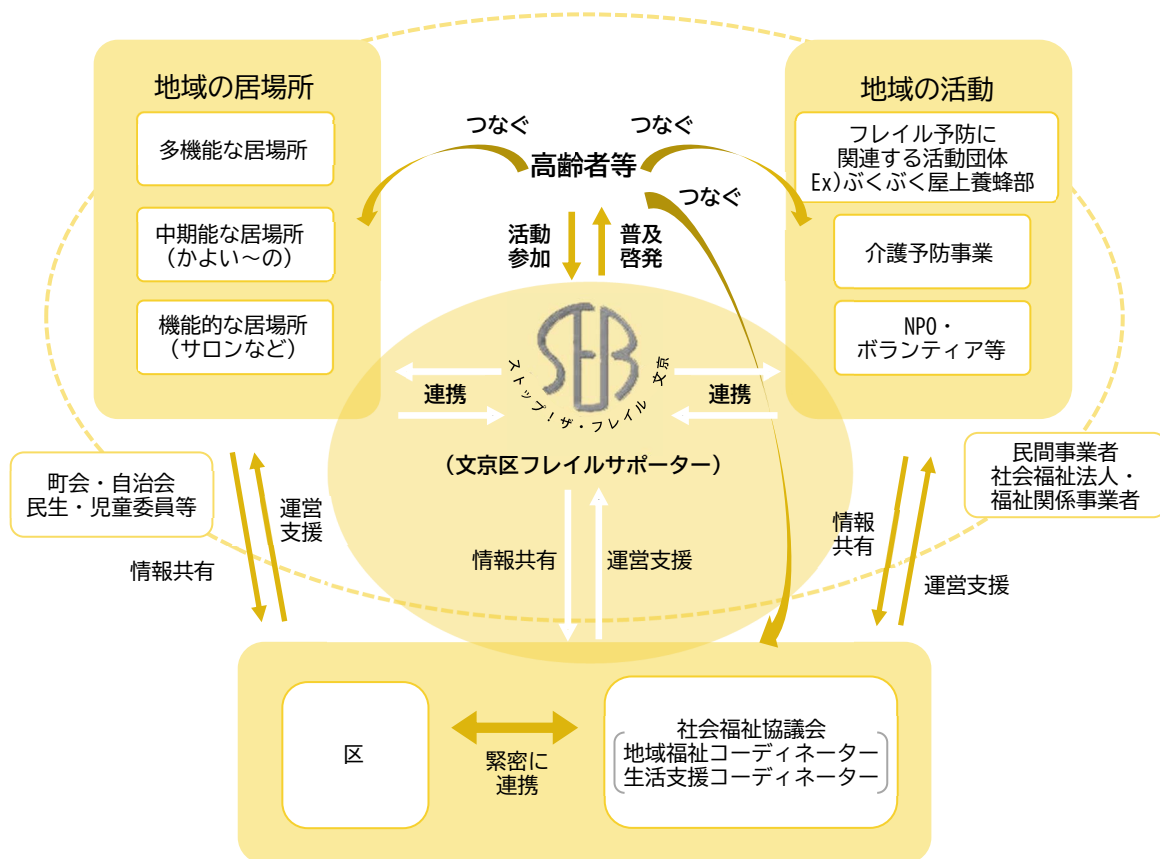 地域の居場所
多機能な居場所
中期能な居場所
(かよい～の)
機能的な居場所
(サロンなど)
地域の活動
フレイル予防に
関連する活動団体
Ex)ぶくぶく屋上養蜂部
介護予防事業
NPO・
ボランティア等
つなぐ
つなぐ
高齢者等
つなぐ
活動
参加
普及
啓発
SFB
ストップ！ザ・フレイル 文京
連携
連携
(文京区フレイルサポーター)
町会・自治会
民生・児童委員等
運営
支援
情報共有
情報共有
運営支援
民間事業者
社会福祉法人・
福祉関係事業者
情報
共有
運営支援
区
緊密に
連携
社会福祉協議会
地域福祉コーディネーター
生活支援コーディネーター